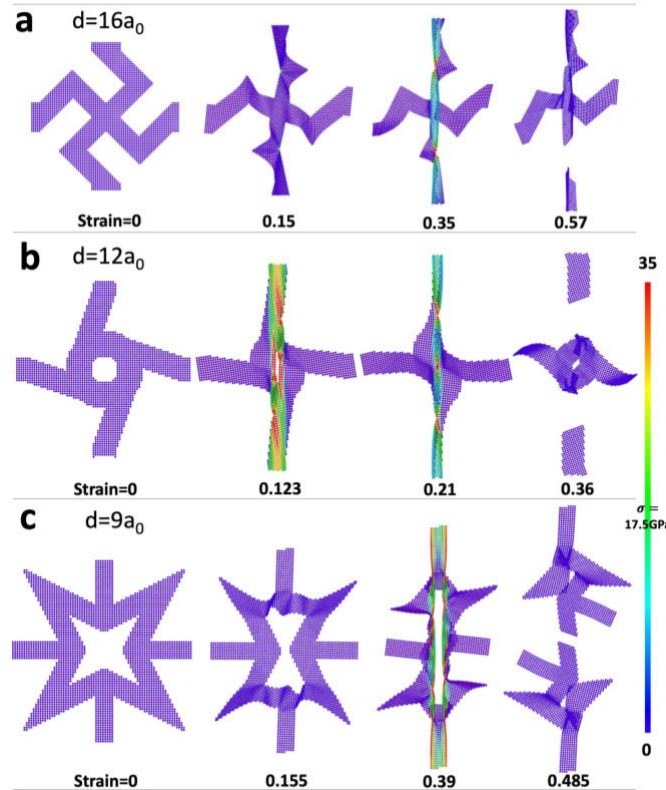 a d=16a₀
Strain=0 0.15 0.35 0.57
b d=12a₀
35
Strain=0 0.123 0.21 0.36
c d=9a₀
σ =
17.5GPa
Strain=0 0.155 0.39 0.485
0